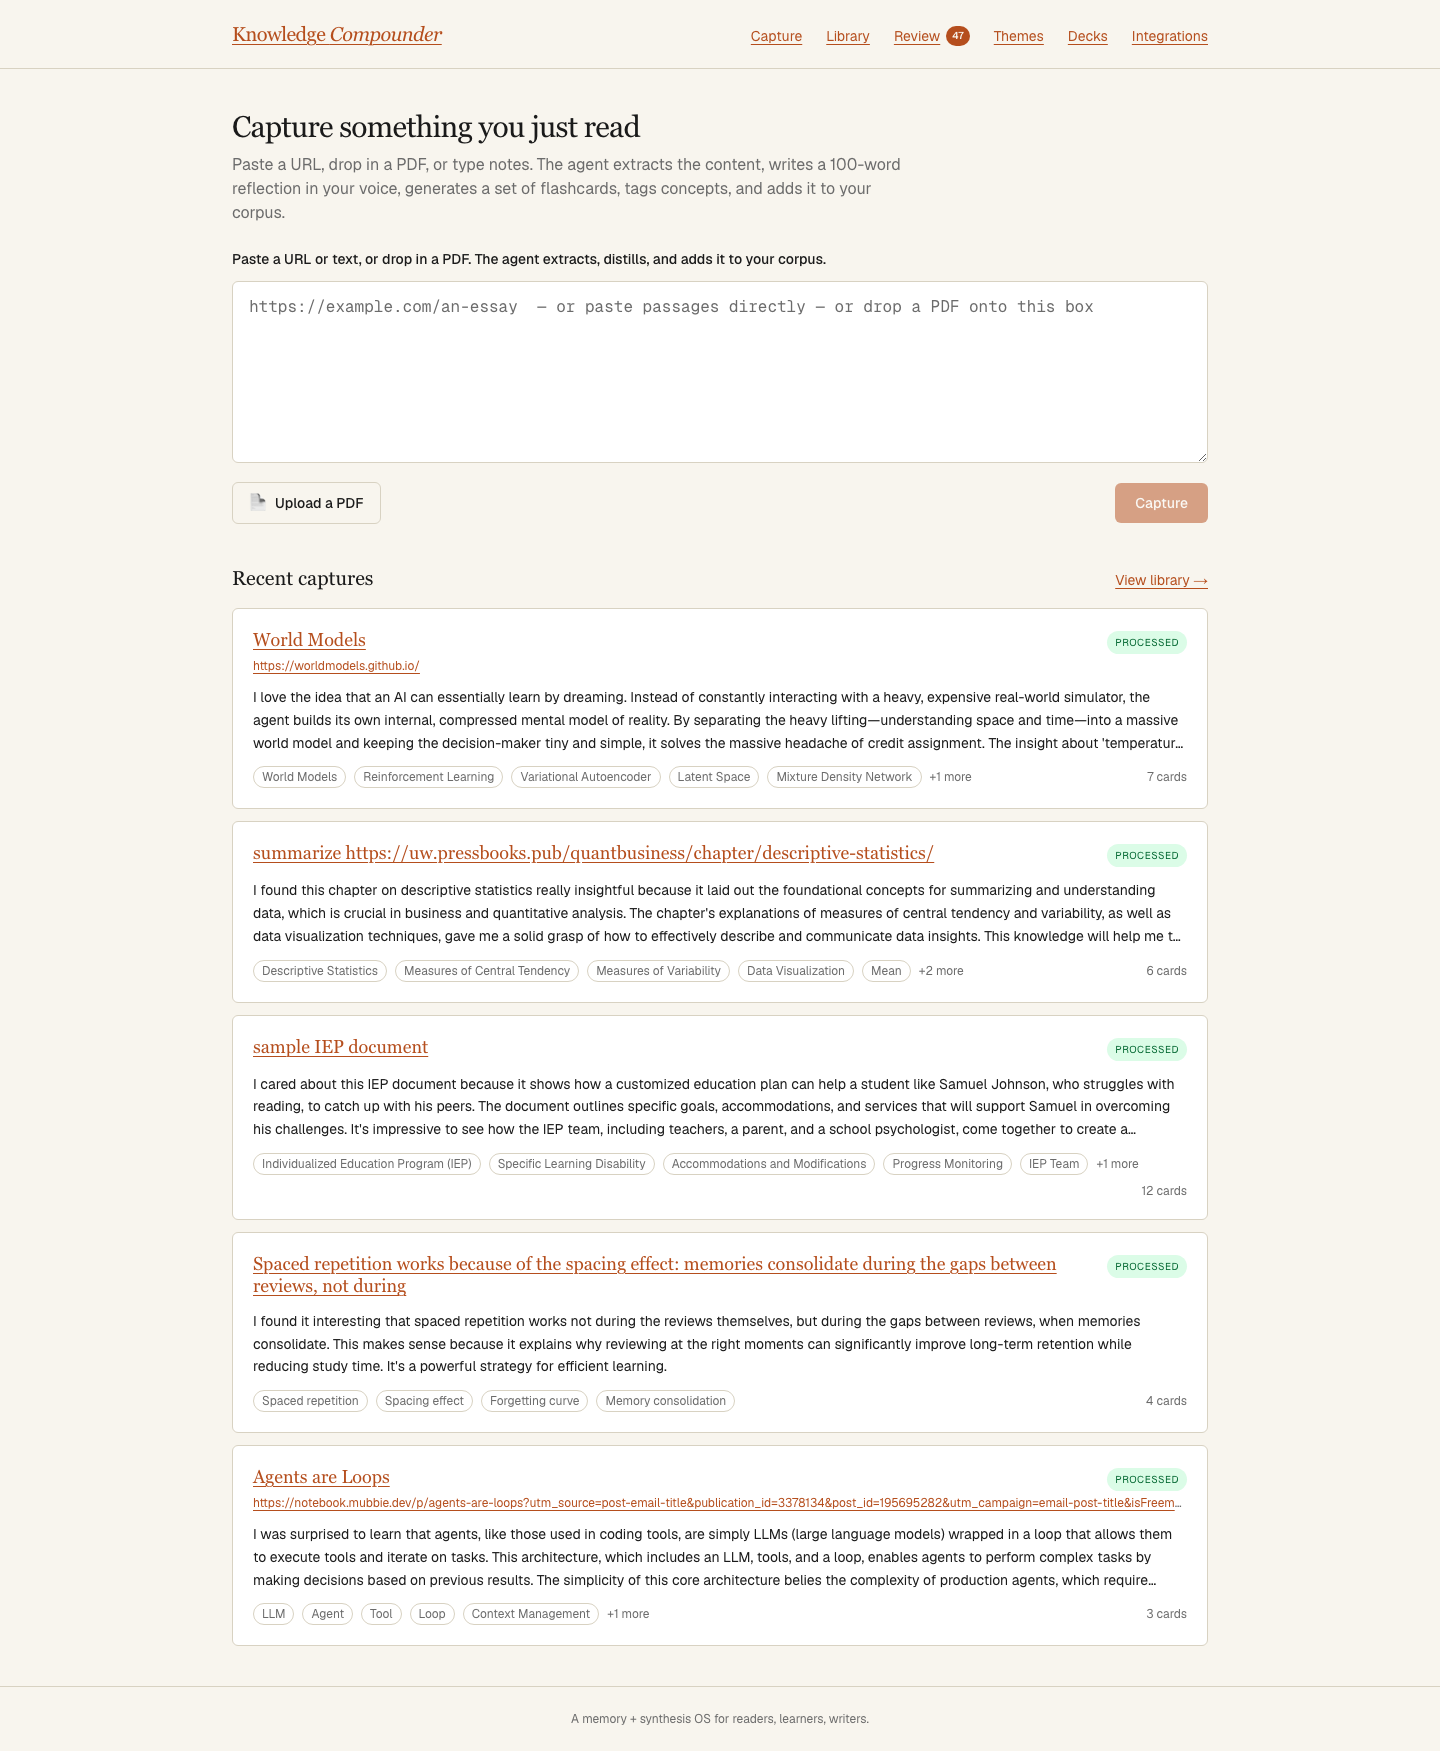 Knowledge Compounder
Capture Library Review 47 Themes Decks Integrations
Capture something you just read
Paste a URL, drop in a PDF, or type notes. The agent extracts the content, writes a 100-word
reflection in your voice, generates a set of flashcards, tags concepts, and adds it to your
corpus.
Paste a URL or text, or drop in a PDF. The agent extracts, distills, and adds it to your corpus.
https://example.com/an-essay — or paste passages directly — or drop a PDF onto this box
Upload a PDF
Capture
Recent captures
View library →
World Models
PROCESSED
https://worldmodels.github.io/
I love the idea that an AI can essentially learn by dreaming. Instead of constantly interacting with a heavy, expensive real-world simulator, the
agent builds its own internal, compressed mental model of reality. By separating the heavy lifting—understanding space and time—into a massive
world model and keeping the decision-maker tiny and simple, it solves the massive headache of credit assignment. The insight about 'temperatur…
World Models Reinforcement Learning Variational Autoencoder Latent Space Mixture Density Network +1 more 7 cards
summarize https://uw.pressbooks.pub/quantbusiness/chapter/descriptive-statistics/
PROCESSED
I found this chapter on descriptive statistics really insightful because it laid out the foundational concepts for summarizing and understanding
data, which is crucial in business and quantitative analysis. The chapter's explanations of measures of central tendency and variability, as well as
data visualization techniques, gave me a solid grasp of how to effectively describe and communicate data insights. This knowledge will help me t…
Descriptive Statistics Measures of Central Tendency Measures of Variability Data Visualization Mean +2 more 6 cards
sample IEP document
PROCESSED
I cared about this IEP document because it shows how a customized education plan can help a student like Samuel Johnson, who struggles with
reading, to catch up with his peers. The document outlines specific goals, accommodations, and services that will support Samuel in overcoming
his challenges. It's impressive to see how the IEP team, including teachers, a parent, and a school psychologist, come together to create a…
Individualized Education Program (IEP) Specific Learning Disability Accommodations and Modifications Progress Monitoring IEP Team +1 more
12 cards
Spaced repetition works because of the spacing effect: memories consolidate during the gaps between
reviews, not during
PROCESSED
I found it interesting that spaced repetition works not during the reviews themselves, but during the gaps between reviews, when memories
consolidate. This makes sense because it explains why reviewing at the right moments can significantly improve long-term retention while
reducing study time. It's a powerful strategy for efficient learning.
Spaced repetition Spacing effect Forgetting curve Memory consolidation 4 cards
Agents are Loops
PROCESSED
https://notebook.mubbie.dev/p/agents-are-loops?utm_source=post-email-title&publication_id=3378134&post_id=195695282&utm_campaign=email-post-title&isFreem…
I was surprised to learn that agents, like those used in coding tools, are simply LLMs (large language models) wrapped in a loop that allows them
to execute tools and iterate on tasks. This architecture, which includes an LLM, tools, and a loop, enables agents to perform complex tasks by
making decisions based on previous results. The simplicity of this core architecture belies the complexity of production agents, which require…
LLM Agent Tool Loop Context Management +1 more 3 cards
A memory + synthesis OS for readers, learners, writers.